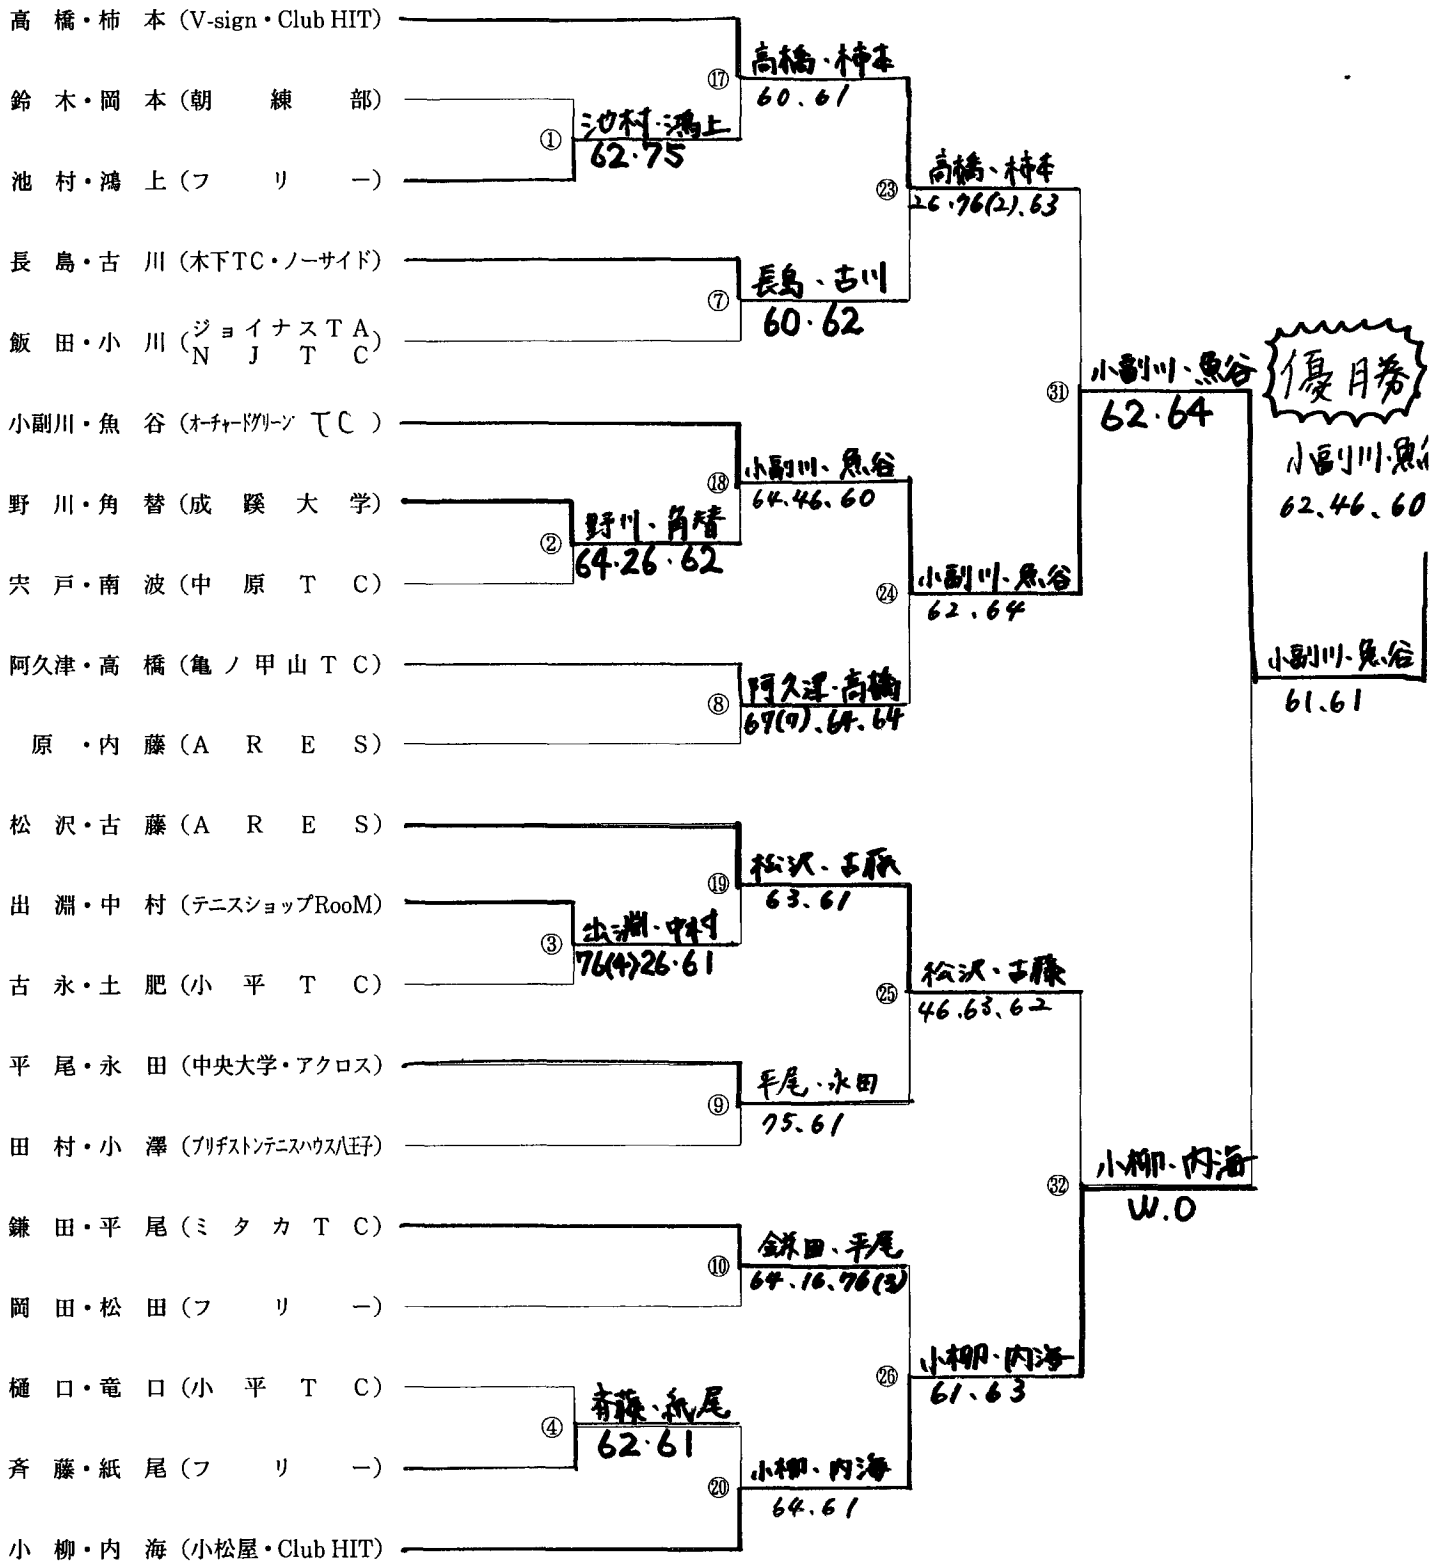 高橋・柿本(V-sign・Club HIT)
鈴木・岡本(朝練部)
池村・鴻上(フリー)
長島・古川(木下TC・ノーサイド)
飯田・小川(ジョイナスTA
NJTC)
小副川・魚谷(オーチャードグリーン TC)
野川・角替(成蹊大学)
宍戸・南波(中原TC)
阿久津・高橋(亀ノ甲山TC)
原・内藤(ARES)
松沢・古藤(ARES)
出淵・中村(テニスショップRooM)
古永・土肥(小平TC)
平尾・永田(中央大学・アクロス)
田村・小澤(ブリヂストンテニスハウス八王子)
鎌田・平尾(ミタカTC)
岡田・松田(フリー)
樋口・竜口(小平TC)
斉藤・紙尾(フリー)
小柳・内海(小松屋・Club HIT)
① 池村・鴻上
62・75
② 野川・角替
64・26・62
③ 出淵・中村
76(4)26・61
④ 斉藤・紙尾
62・61
⑰ 高橋・柿本
60.61
⑦ 長島・古川
60・62
⑱ 小副川・魚谷
64.46.60
⑧ 阿久津・高橋
67(7).64.64
⑲ 松沢・古藤
63.61
⑨ 平尾・永田
75.61
⑩ 鎌田・平尾
64.16.76(3)
⑳ 小柳・内海
64.61
㉓ 高橋・柿本
26.76(2).63
㉔ 小副川・魚谷
62.64
㉕ 松沢・古藤
46.63.62
㉖ 小柳・内海
61.63
㉛ 小副川・魚谷
62.64
㉜ 小柳・内海
W.O
小副川・魚谷
61.61
優勝
小副川・魚
62.46.60